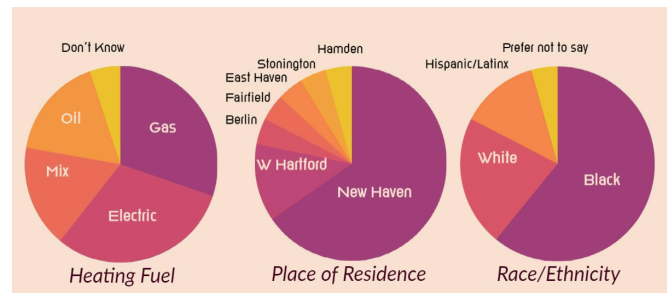 Don't Know
Gas
Electric
Mix
Oil
Heating Fuel
Hamden
Stonington
East Haven
Fairfield
Berlin
W Hartford
New Haven
Place of Residence
Prefer not to say
Hispanic/Latinx
White
Black
Race/Ethnicity